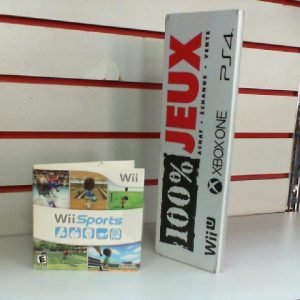 Wii
Wii Sports
E
100% JEUX
ACHAT • ÉCHANGE • VENTE
Wii U XBOX ONE PS4